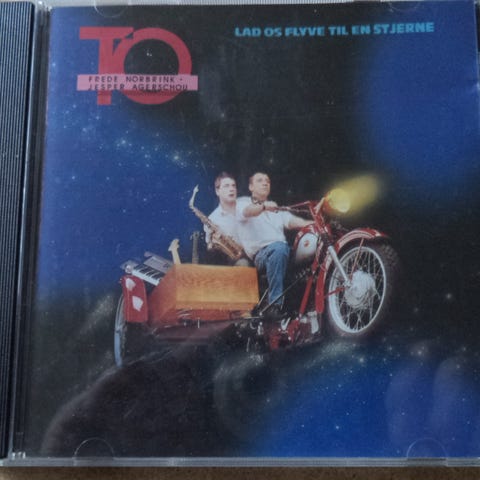 TO
FREDE NORBRINK -
JESPER AGERSCHOU
LAD OS FLYVE TIL EN STJERNE